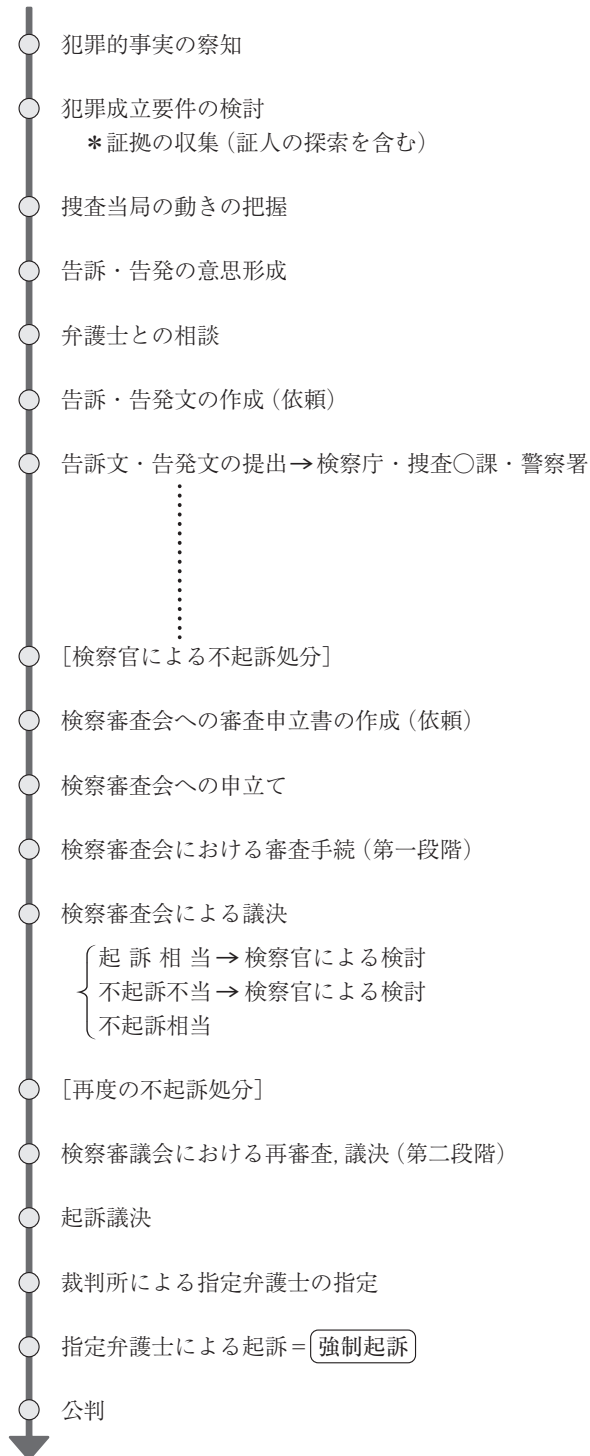 犯罪的事実の察知
犯罪成立要件の検討
＊証拠の収集（証人の探索を含む）
捜査当局の動きの把握
告訴・告発の意思形成
弁護士との相談
告訴・告発文の作成（依頼）
告訴文・告発文の提出→検察庁・捜査○課・警察署
［検察官による不起訴処分］
検察審査会への審査申立書の作成（依頼）
検察審査会への申立て
検察審査会における審査手続（第一段階）
検察審査会による議決
起訴相当→検察官による検討
不起訴不当→検察官による検討
不起訴相当
［再度の不起訴処分］
検察審議会における再審査, 議決（第二段階）
起訴議決
裁判所による指定弁護士の指定
指定弁護士による起訴＝強制起訴
公判